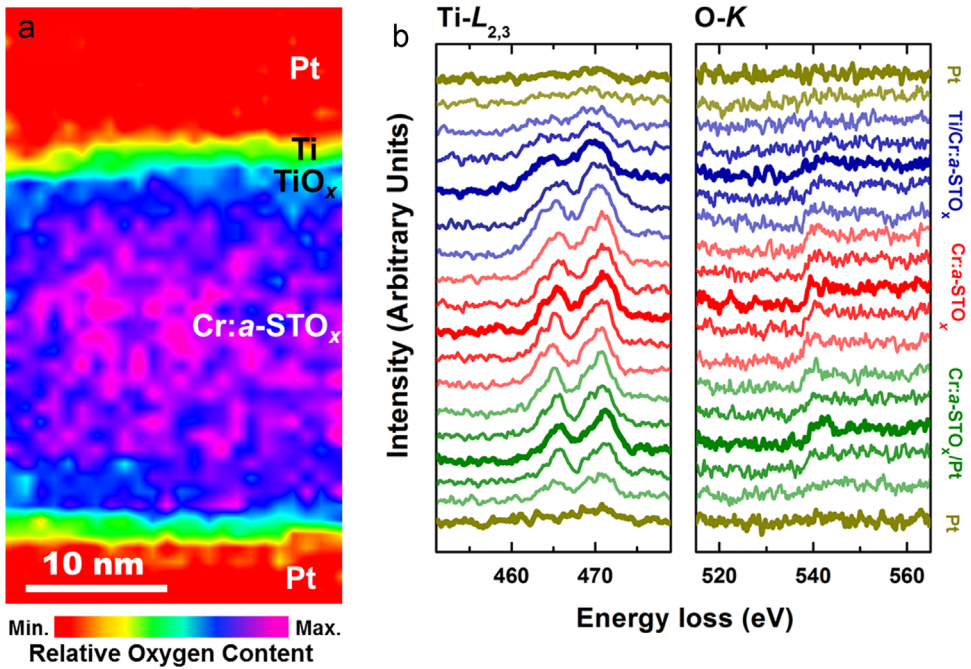 a
Pt
Ti
TiOx
Cr:a-STOx
10 nm
Pt
Min. Max.
Relative Oxygen Content
b
Ti-L2,3
O-K
Intensity (Arbitrary Units)
Pt
Ti/Cr:a-STOx
Cr:a-STOx
Cr:a-STOx/Pt
Pt
460 470
520 540 560
Energy loss (eV)